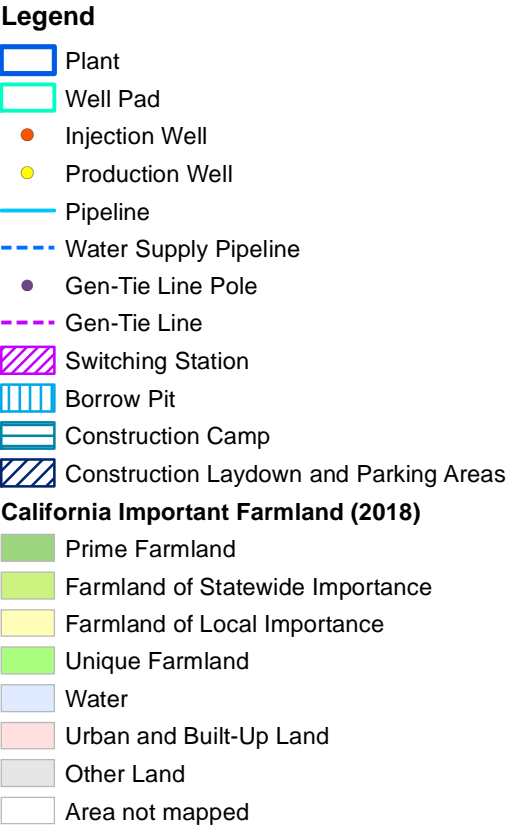 Legend
Plant
Well Pad
Injection Well
Production Well
Pipeline
Water Supply Pipeline
Gen-Tie Line Pole
Gen-Tie Line
Switching Station
Borrow Pit
Construction Camp
Construction Laydown and Parking Areas
California Important Farmland (2018)
Prime Farmland
Farmland of Statewide Importance
Farmland of Local Importance
Unique Farmland
Water
Urban and Built-Up Land
Other Land
Area not mapped